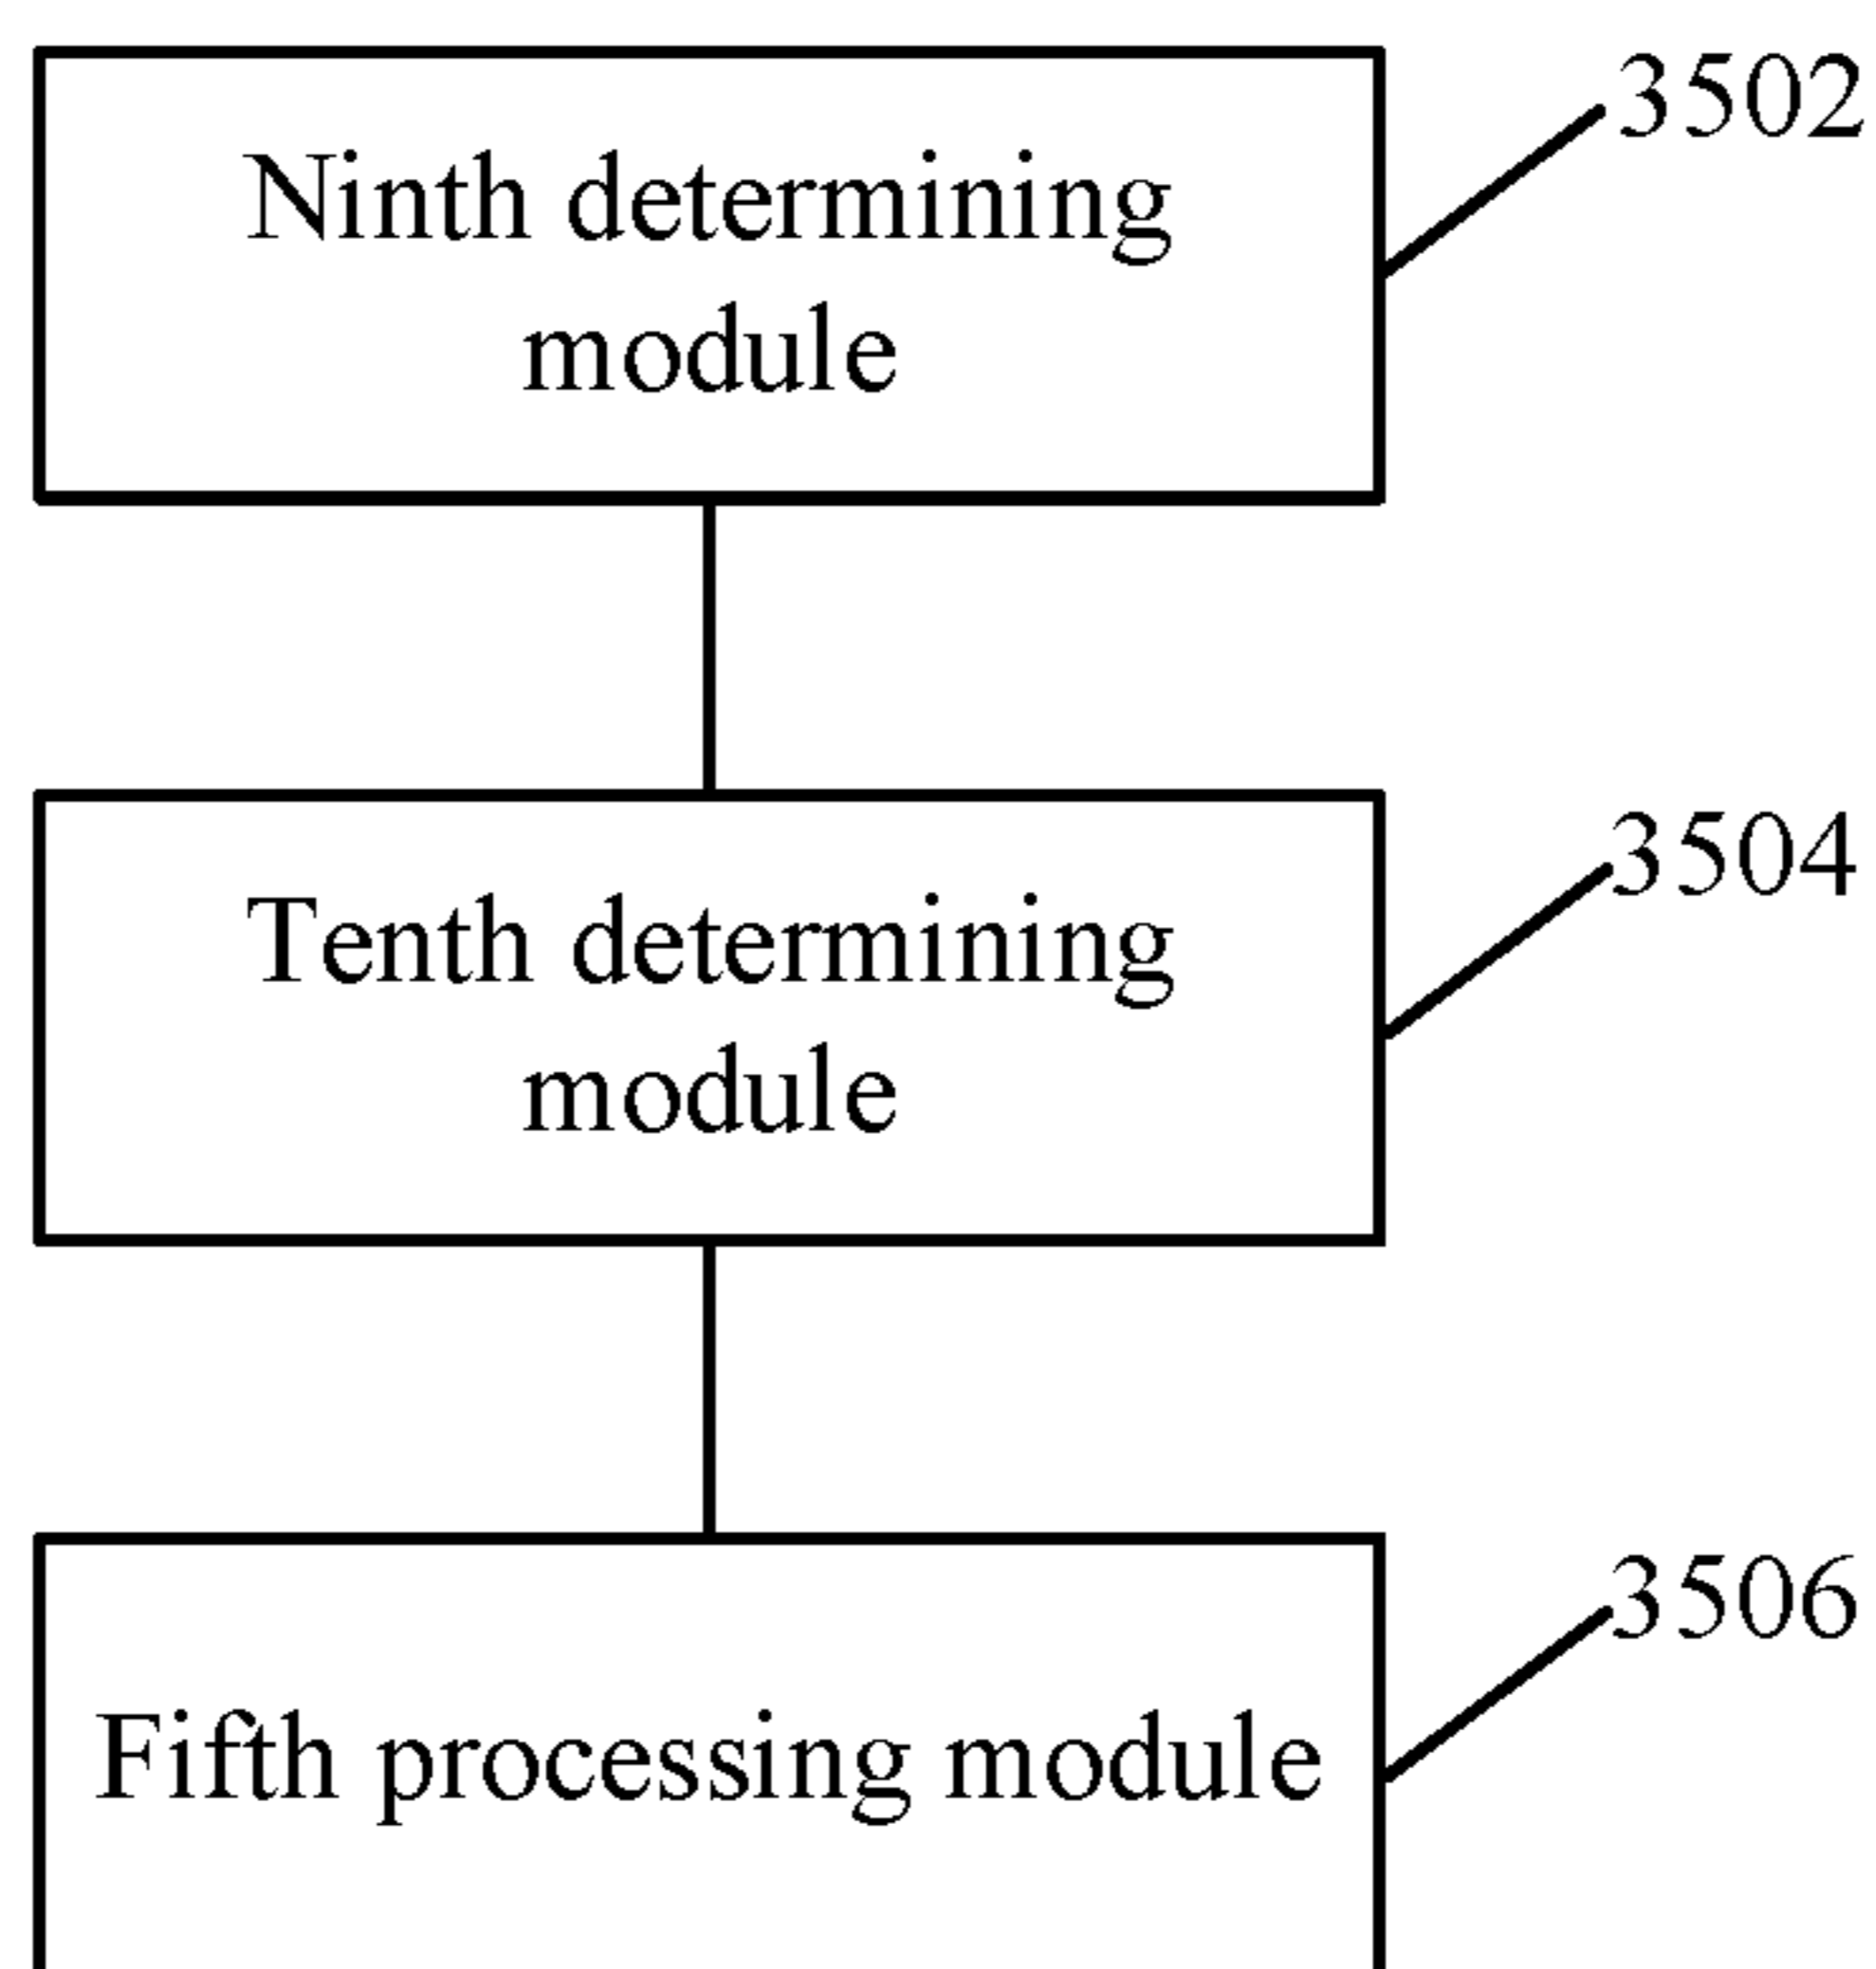 3502
Ninth determining
module
3504
Tenth determining
module
3506
Fifth processing module